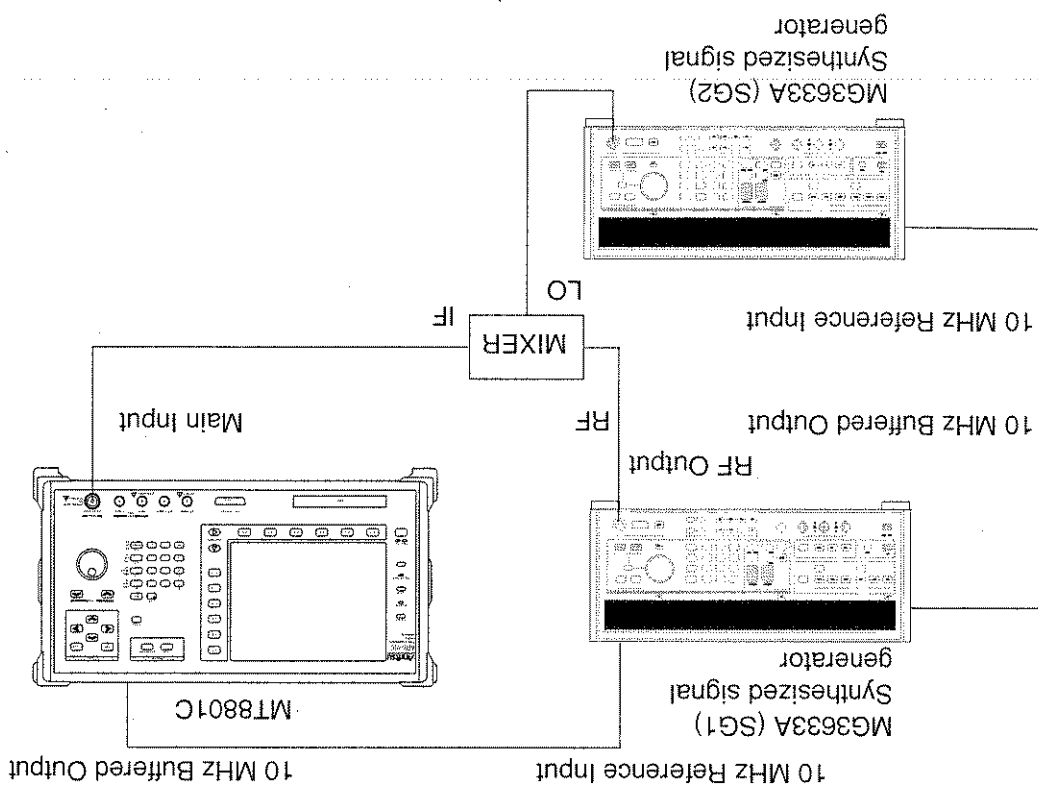 10 MHz Reference Input
10 MHz Buffered Output
MG3633A (SG1)
Synthesized signal
generator
MT8801C
Anritsu
RF Output
10 MHz Buffered Output
RF
Main Input
MIXER
IF
10 MHz Reference Input
LO
MG3633A (SG2)
Synthesized signal
generator